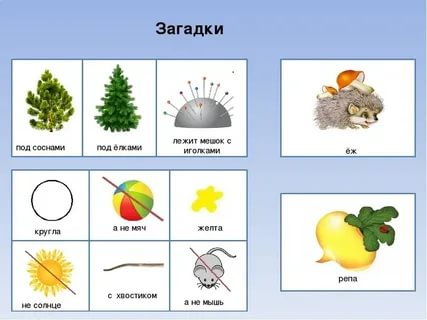 Загадки
под соснами
под ёлками
лежит мешок с
иголками
ёж
кругла
а не мяч
желта
не солнце
с хвостиком
а не мышь
репа